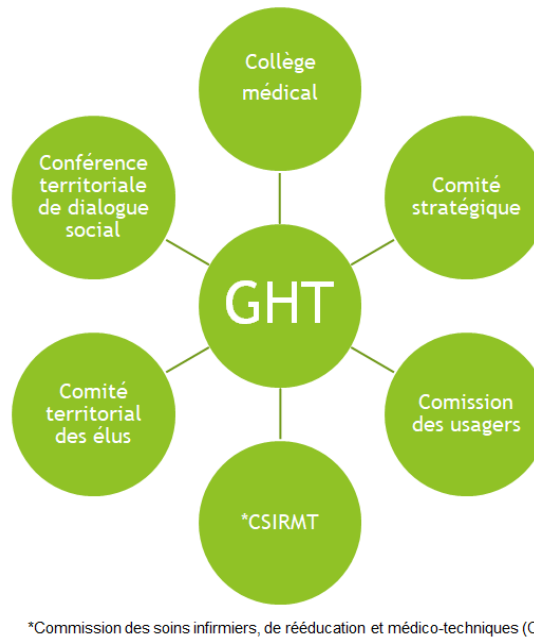 Collège
médical
Conférence
territoriale
de dialogue
social
Comité
stratégique
GHT
Comité
territorial
des élus
Comission
des usagers
*CSIRMT
*Commission des soins infirmiers, de rééducation et médico-techniques (